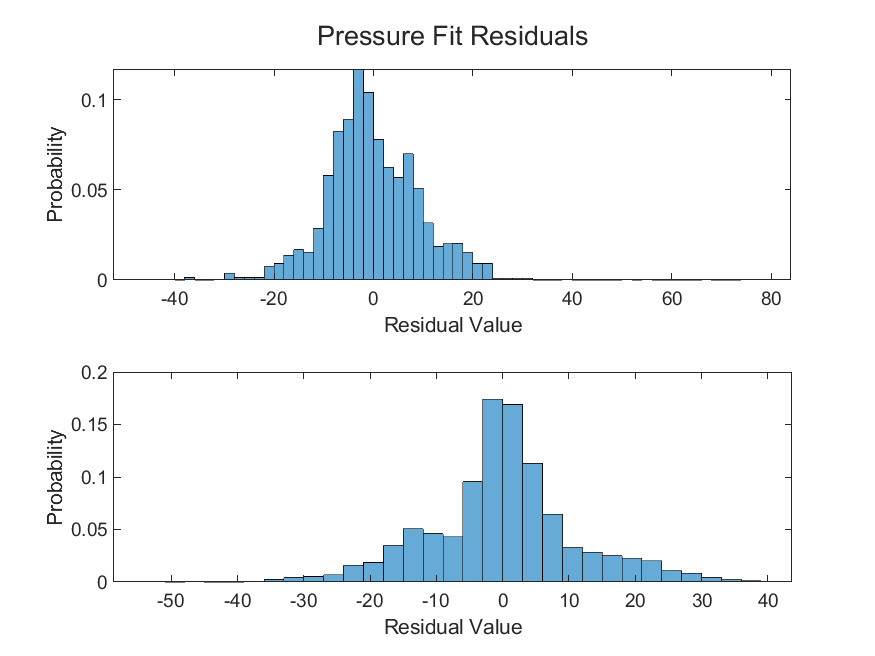 Pressure Fit Residuals
0.1
0.05
0
Probability
-40 -20 0 20 40 60 80
Residual Value
0.2
0.15
0.1
0.05
0
Probability
-50 -40 -30 -20 -10 0 10 20 30 40
Residual Value